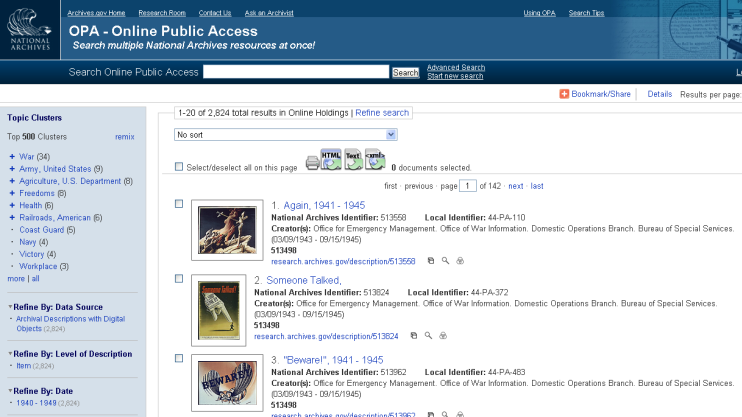 Archives.gov Home Research Room Contact Us Ask an Archivist Using OPA Search Tips
NATIONAL
ARCHIVES
OPA - Online Public Access
Search multiple National Archives resources at once!
Search Online Public Access Search Advanced Search
Start new search
Bookmark/Share Details Results per page:
Topic Clusters
Top 500 Clusters remix
War (34)
Army, United States (9)
Agriculture, U.S. Department (8)
Freedoms (8)
Health (6)
Railroads, American (6)
Coast Guard (5)
Navy (4)
Victory (4)
Workplace (3)
more | all
Refine By: Data Source
Archival Descriptions with Digital
Objects (2,824)
Refine By: Level of Description
Item (2,824)
Refine By: Date
1940 - 1949 (2,824)
1-20 of 2,824 total results in Online Holdings | Refine search
No sort
Select/deselect all on this page HTML Text <xml> 0 documents selected.
first · previous · page 1 of 142 · next · last
1. Again, 1941 - 1945
National Archives Identifier: 513558 Local Identifier: 44-PA-110
Creator(s): Office for Emergency Management. Office of War Information. Domestic Operations Branch. Bureau of Special Services.
(03/09/1943 - 09/15/1945)
513498
research.archives.gov/description/513558
Someone Talked!
2. Someone Talked,
National Archives Identifier: 513824 Local Identifier: 44-PA-372
Creator(s): Office for Emergency Management. Office of War Information. Domestic Operations Branch. Bureau of Special Services.
(03/09/1943 - 09/15/1945)
513498
research.archives.gov/description/513824
BEWARE!
3. "Beware!", 1941 - 1945
National Archives Identifier: 513962 Local Identifier: 44-PA-483
Creator(s): Office for Emergency Management. Office of War Information. Domestic Operations Branch. Bureau of Special Services.
(03/09/1943 - 09/15/1945)
513498
research.archives.gov/description/513962